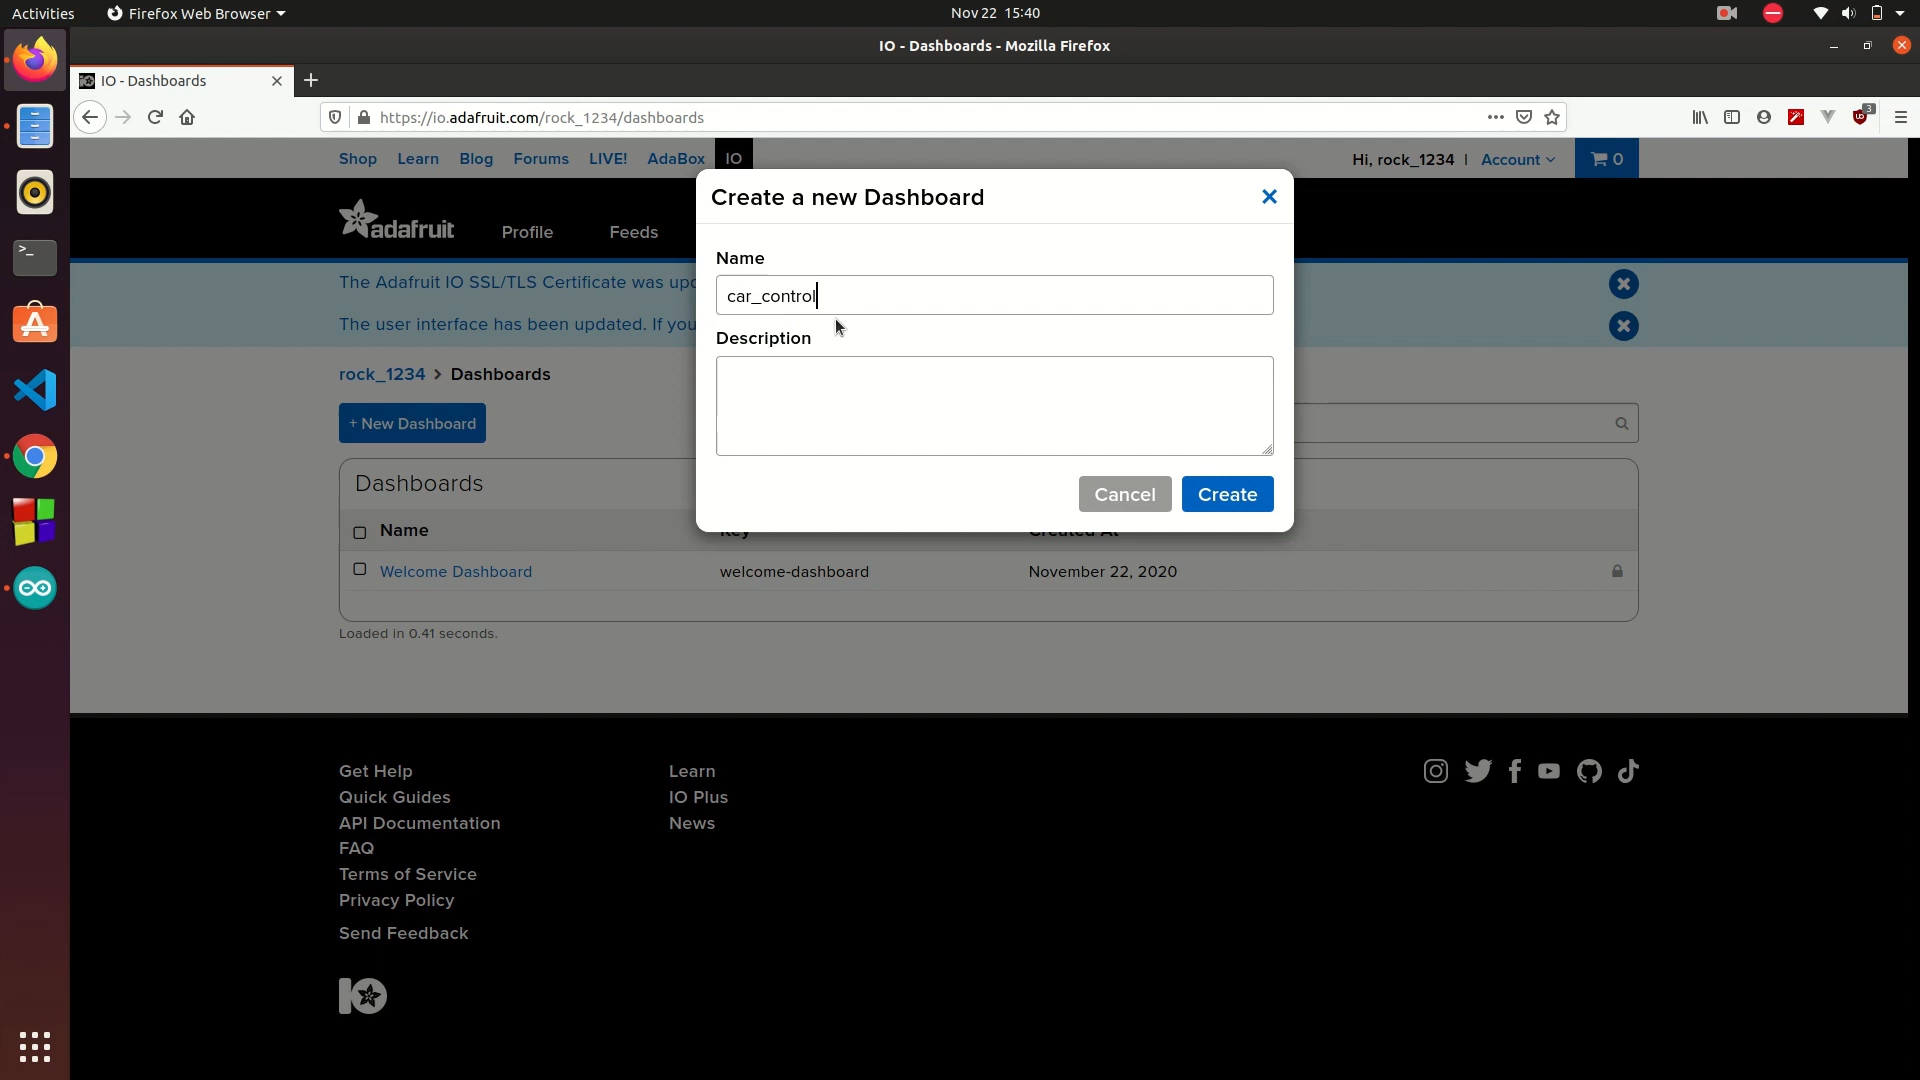 Activities
Firefox Web Browser
Nov 22 15:40
IO - Dashboards - Mozilla Firefox
IO - Dashboards
https://io.adafruit.com/rock_1234/dashboards
3
Shop Learn Blog Forums LIVE! AdaBox IO
Hi, rock_1234 | Account
0
adafruit
Profile
Feeds
Create a new Dashboard
Name
car_control
Description
Cancel
Create
The Adafruit IO SSL/TLS Certificate was
The user interface has been updated. If you
rock_1234 > Dashboards
+ New Dashboard
Dashboards
Name
Key
Created At
Welcome Dashboard
welcome-dashboard
November 22, 2020
Loaded in 0.41 seconds.
Get Help
Quick Guides
API Documentation
FAQ
Terms of Service
Privacy Policy
Send Feedback
Learn
IO Plus
News